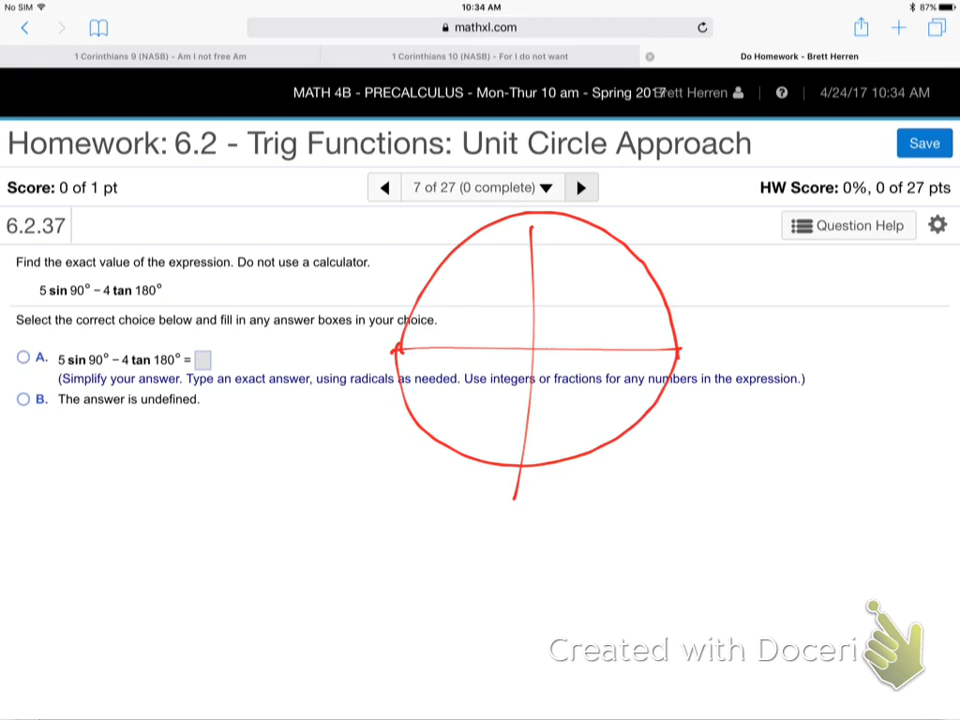 No SIM 10:34 AM 87%
mathxl.com
1 Corinthians 9 (NASB) - Am I not free Am 1 Corinthians 10 (NASB) - For I do not want Do Homework - Brett Herren
MATH 4B - PRECALCULUS - Mon-Thur 10 am - Spring 2017 Brett Herren ? 4/24/17 10:34 AM
Homework: 6.2 - Trig Functions: Unit Circle Approach Save
Score: 0 of 1 pt 7 of 27 (0 complete) HW Score: 0%, 0 of 27 pts
6.2.37 Question Help
Find the exact value of the expression. Do not use a calculator.
5 sin 90° − 4 tan 180°
Select the correct choice below and fill in any answer boxes in your choice.
A. 5 sin 90° − 4 tan 180° =
(Simplify your answer. Type an exact answer, using radicals as needed. Use integers or fractions for any numbers in the expression.)
B. The answer is undefined.
Created with Doceri